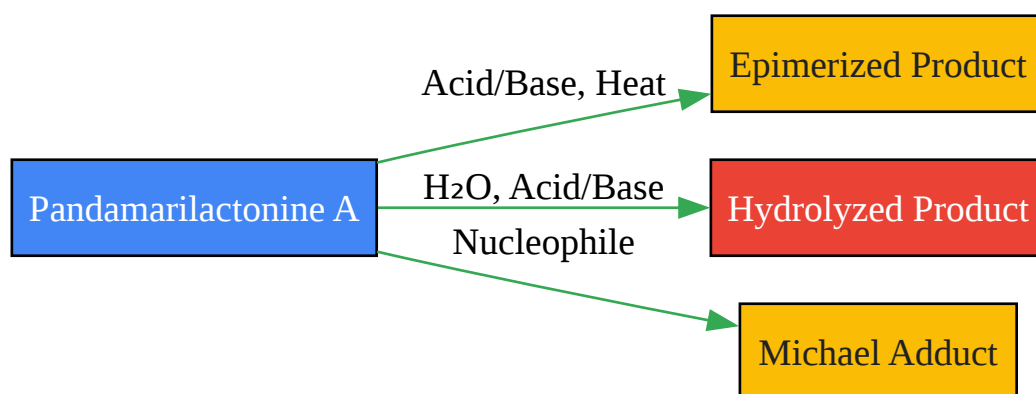 Epimerized Product
Acid/Base, Heat
Pandamarilactonine A
H₂O, Acid/Base
Hydrolyzed Product
Nucleophile
Michael Adduct